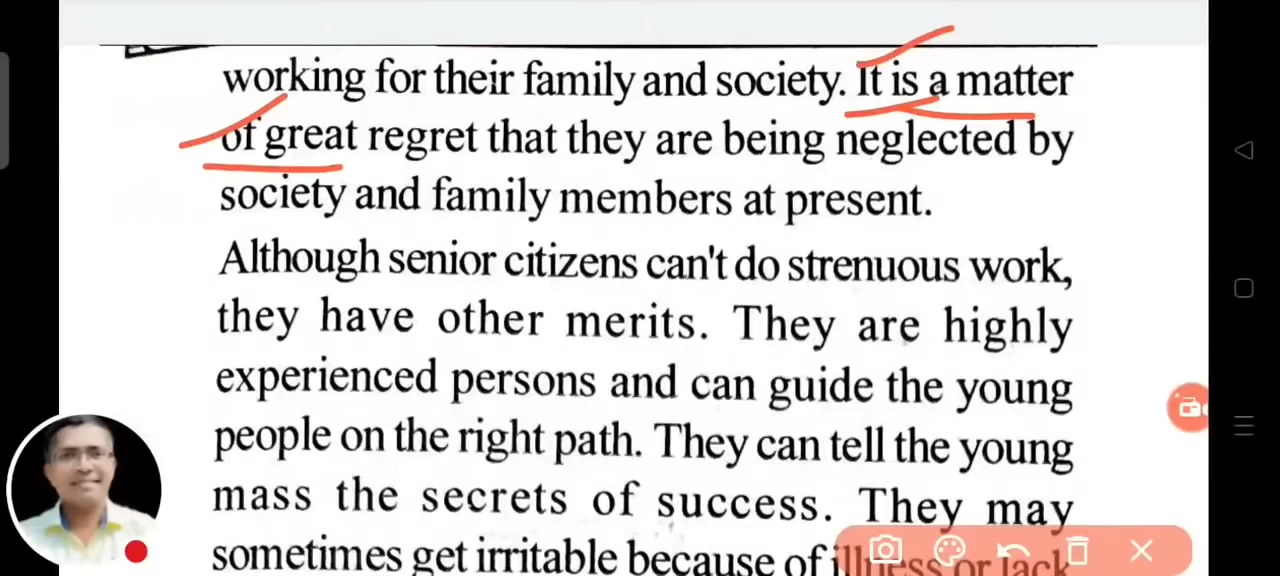 working for their family and society. It is a matter
of great regret that they are being neglected by
society and family members at present.
Although senior citizens can't do strenuous work,
they have other merits. They are highly
experienced persons and can guide the young
people on the right path. They can tell the young
mass the secrets of success. They may
sometimes get irritable because of illness or lack